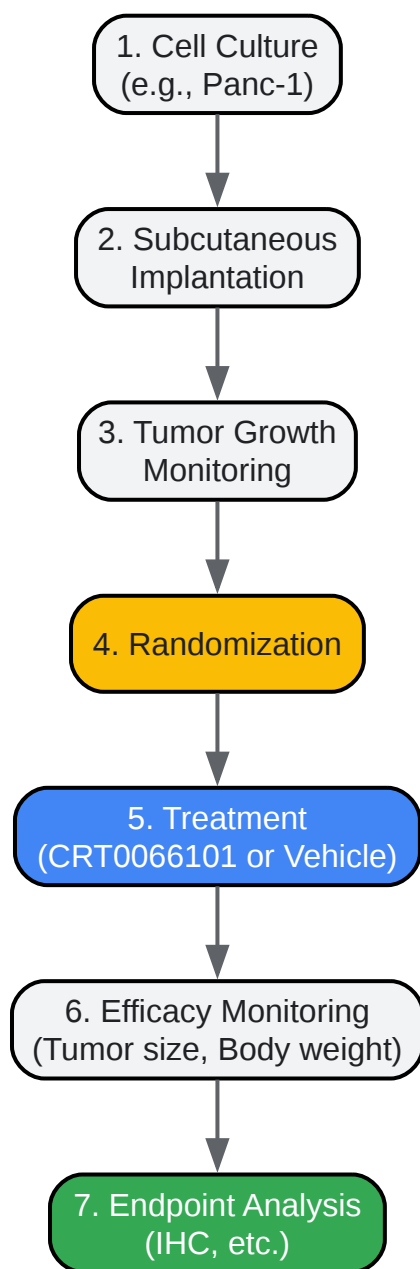 1. Cell Culture
(e.g., Panc-1)
2. Subcutaneous
Implantation
3. Tumor Growth
Monitoring
4. Randomization
5. Treatment
(CRT0066101 or Vehicle)
6. Efficacy Monitoring
(Tumor size, Body weight)
7. Endpoint Analysis
(IHC, etc.)